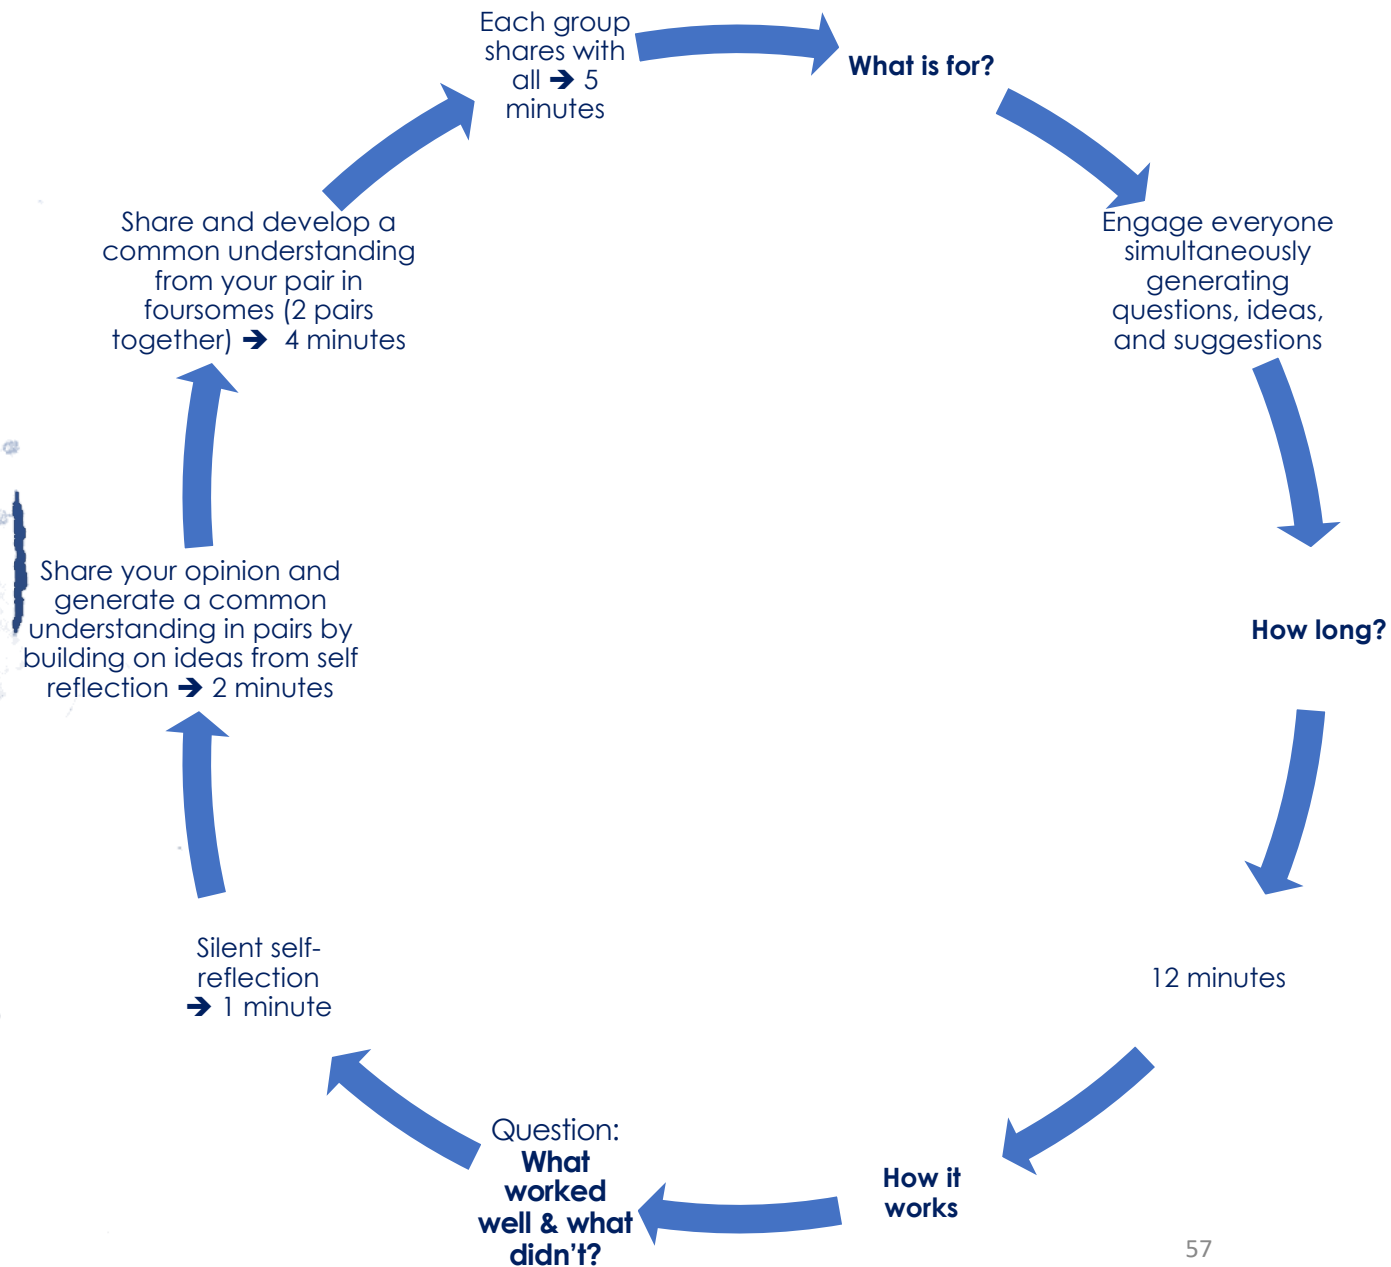 What is for?
Engage everyone
simultaneously
generating
questions, ideas,
and suggestions
How long?
12 minutes
How it
works
Question:
What
worked
well & what
didn't?
Silent self-
reflection
➔ 1 minute
Share your opinion and
generate a common
understanding in pairs by
building on ideas from self
reflection ➔ 2 minutes
Share and develop a
common understanding
from your pair in
foursomes (2 pairs
together) ➔ 4 minutes
Each group
shares with
all ➔ 5
minutes
57